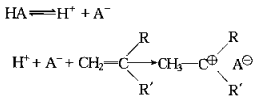 HA⇌H⁺ + A⁻
R
H⁺ + A⁻ + CH₂=C→CH₃—C⊕ R A⊖
R′ R′